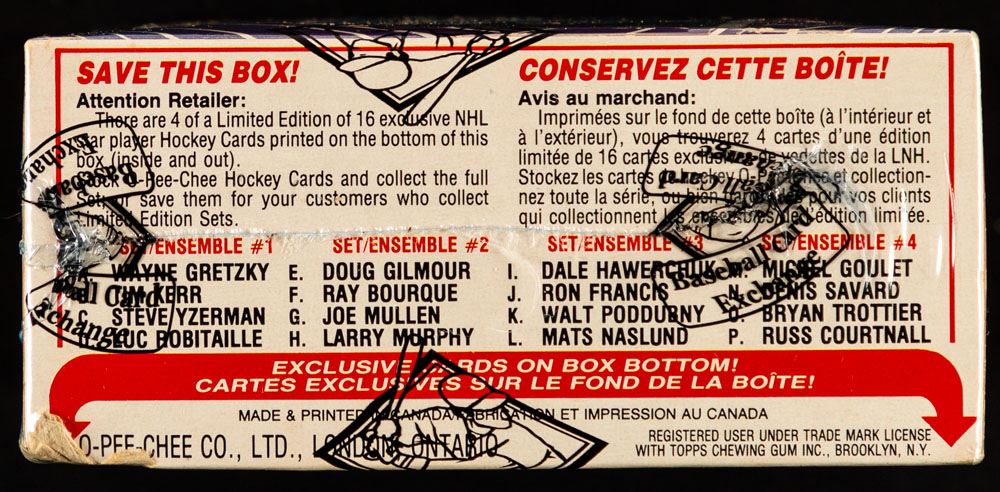 SAVE THIS BOX!
Attention Retailer:
There are 4 of a Limited Edition of 16 exclusive NHL
star player Hockey Cards printed on the bottom of this
box (inside and out).
Stock O-Pee-Chee Hockey Cards and collect the full
Set, save them for your customers who collect
Limited Edition Sets.
CONSERVEZ CETTE BOÎTE!
Avis au marchand:
Imprimées sur le fond de cette boîte (à l'intérieur et
à l'extérieur), vous trouverez 4 cartes d'une édition
limitée de 16 cartes exclusives de vedettes de la LNH.
Stockez les cartes Hockey O-Pee-Chee et collection-
nez toute la série, ou bien pour vos clients
qui collectionnent les de l'édition limitée.
SET/ENSEMBLE #1
WAYNE GRETZKY
TIM KERR
STEVE YZERMAN
LUC ROBITAILLE
SET/ENSEMBLE #2
E. DOUG GILMOUR
F. RAY BOURQUE
G. JOE MULLEN
H. LARRY MURPHY
SET/ENSEMBLE #3
I. DALE HAWERCHUK
J. RON FRANCIS
K. WALT PODDUBNY
L. MATS NASLUND
SET/ENSEMBLE #4
MICHEL GOULET
N. DENIS SAVARD
O. BRYAN TROTTIER
P. RUSS COURTNALL
EXCLUSIVE CARDS ON BOX BOTTOM!
CARTES EXCLUSIVES SUR LE FOND DE LA BOÎTE!
MADE & PRINTED IN CANADA/FABRICATION ET IMPRESSION AU CANADA
O-PEE-CHEE CO., LTD., LONDON, ONTARIO
REGISTERED USER UNDER TRADE MARK LICENSE
WITH TOPPS CHEWING GUM INC., BROOKLYN, N.Y.
Baseball Card
Exchange
Baseball Card
Exchange